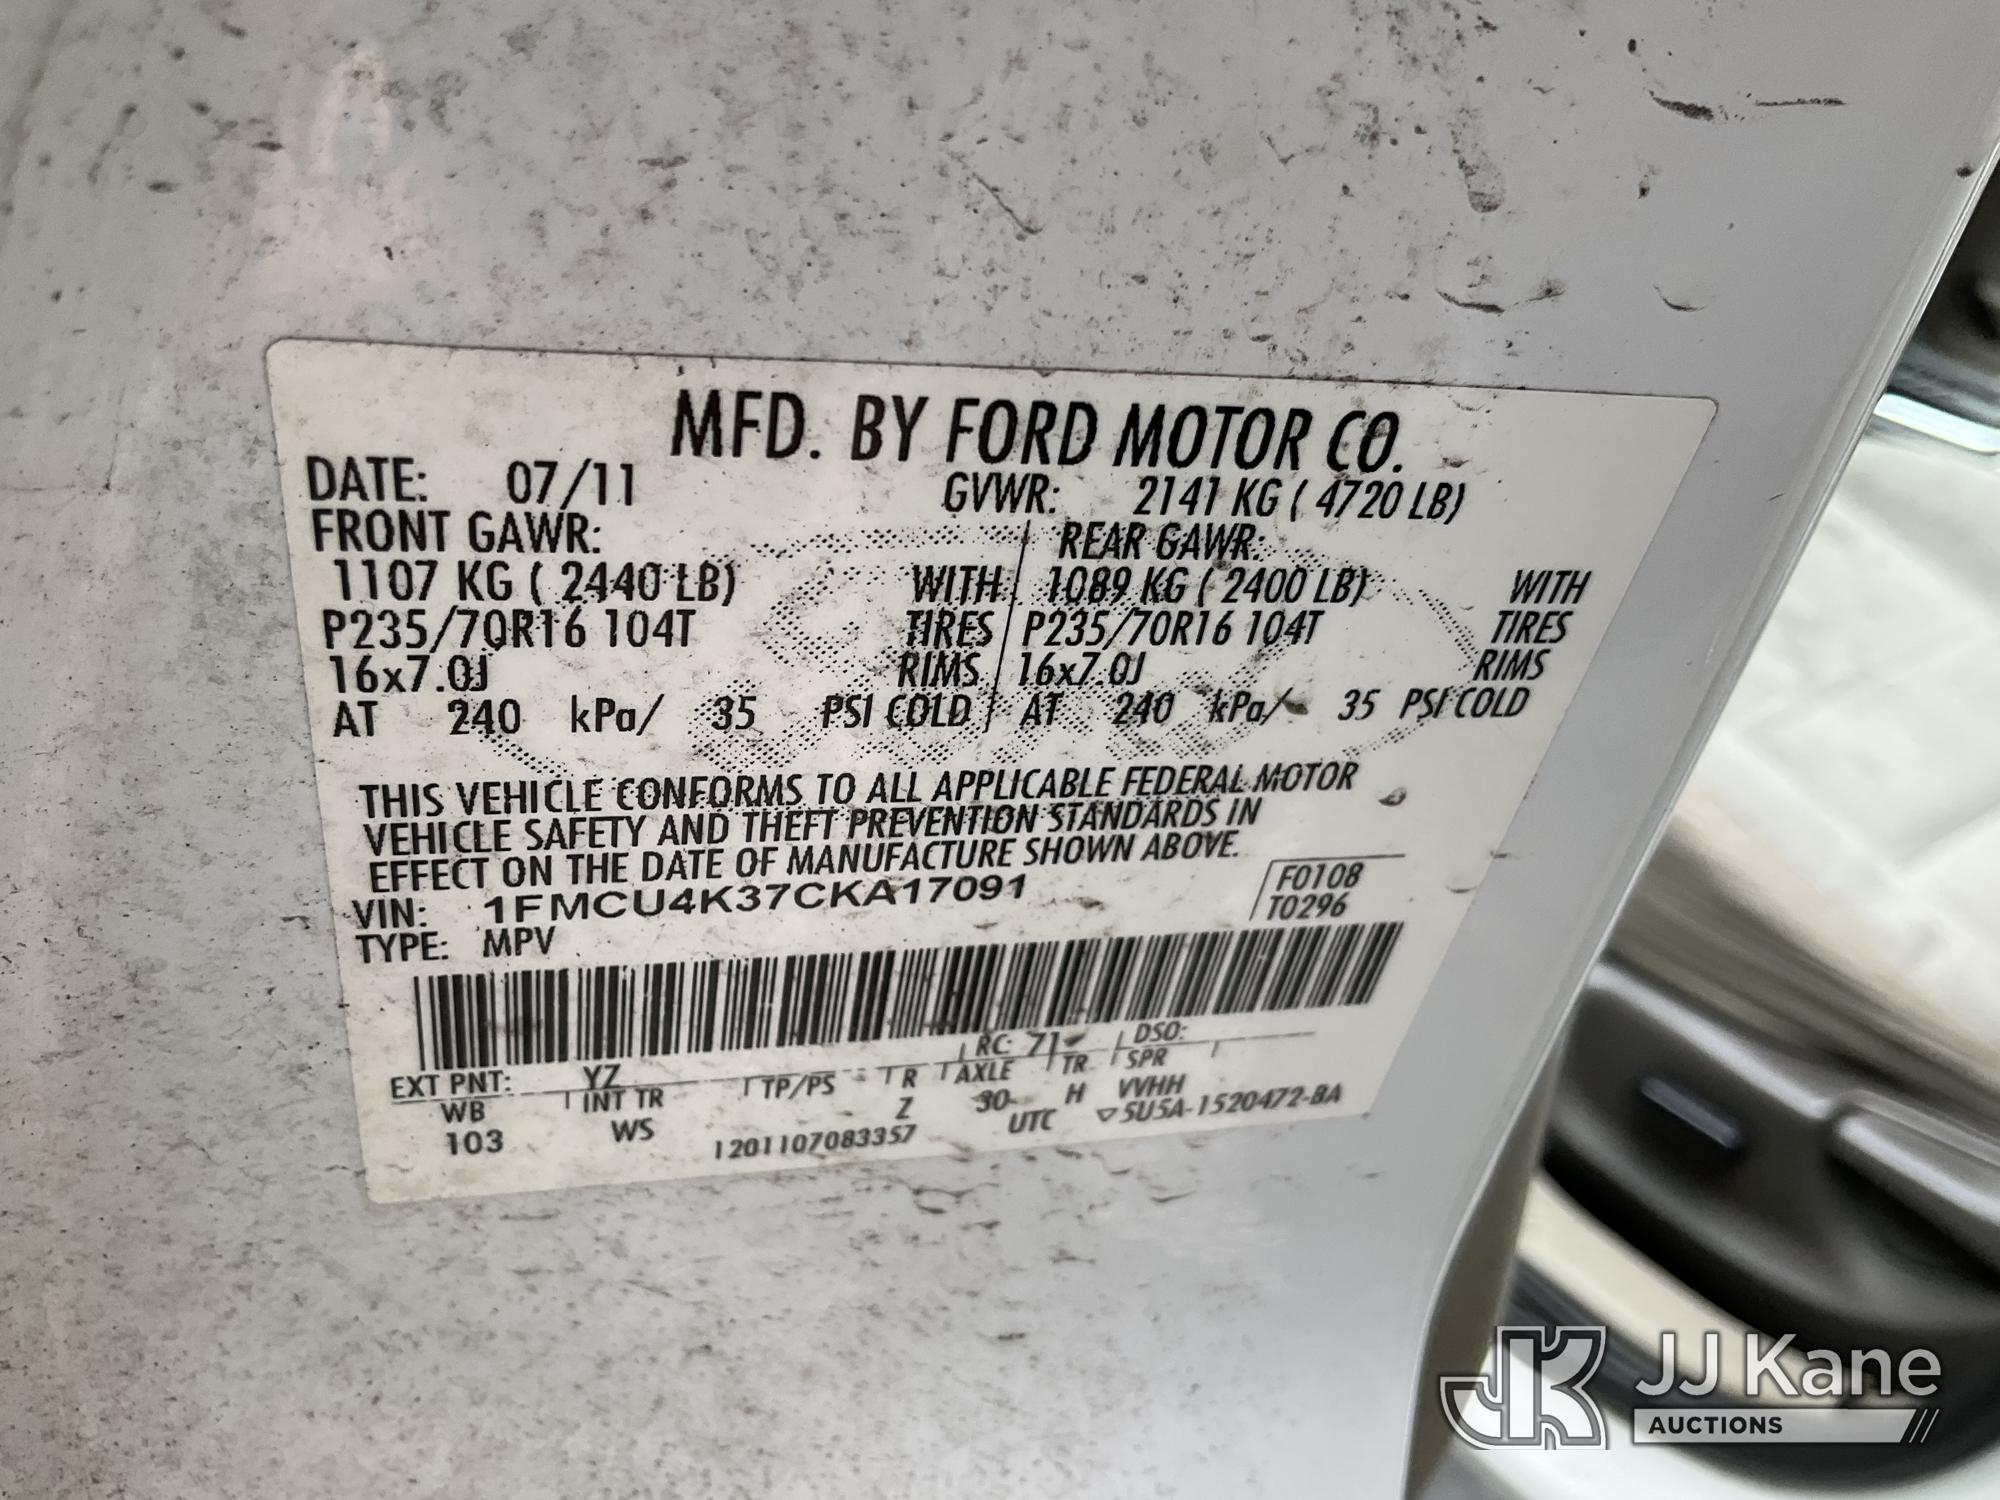 MFD. BY FORD MOTOR CO.
DATE: 07/11 GVWR: 2141 KG ( 4720 LB)
FRONT GAWR: REAR GAWR:
1107 KG ( 2440 LB) WITH 1089 KG ( 2400 LB) WITH
P235/70R16 104T TIRES P235/70R16 104T TIRES
16x7.0J RIMS 16x7.0J RIMS
AT 240 kPa/ 35 PSI COLD AT 240 kPa/ 35 PSI COLD
THIS VEHICLE CONFORMS TO ALL APPLICABLE FEDERAL MOTOR
VEHICLE SAFETY AND THEFT PREVENTION STANDARDS IN
EFFECT ON THE DATE OF MANUFACTURE SHOWN ABOVE.
VIN: 1FMCU4K37CKA17091 F0108
TYPE: MPV T0296
EXT PNT: YZ RC: 71 DSO:
WB INT TR TP/PS R AXLE TR SPR
103 WS Z 30 H VVHH
1201107083357 UTC ▽5U5A-1520472-BA
JK JJ Kane
AUCTIONS